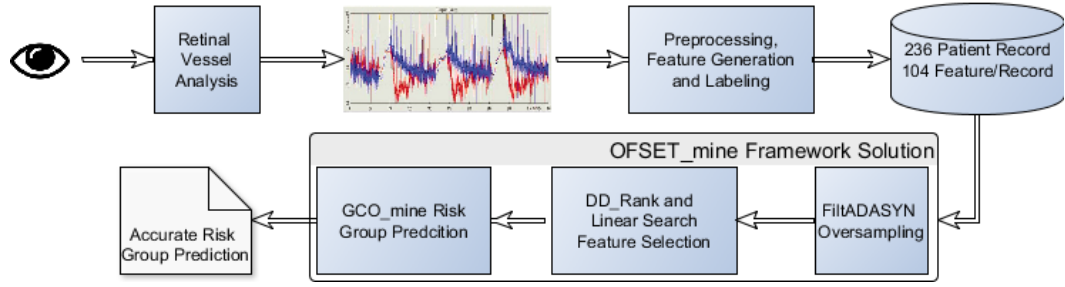 Retinal
Vessel
Analysis
Preprocessing,
Feature Generation
and Labeling
236 Patient Record
104 Feature/Record
OFSET_mine Framework Solution
FiltADASYN
Oversampling
DD_Rank and
Linear Search
Feature Selection
GCO_mine Risk
Group Predcition
Accurate Risk
Group Prediction